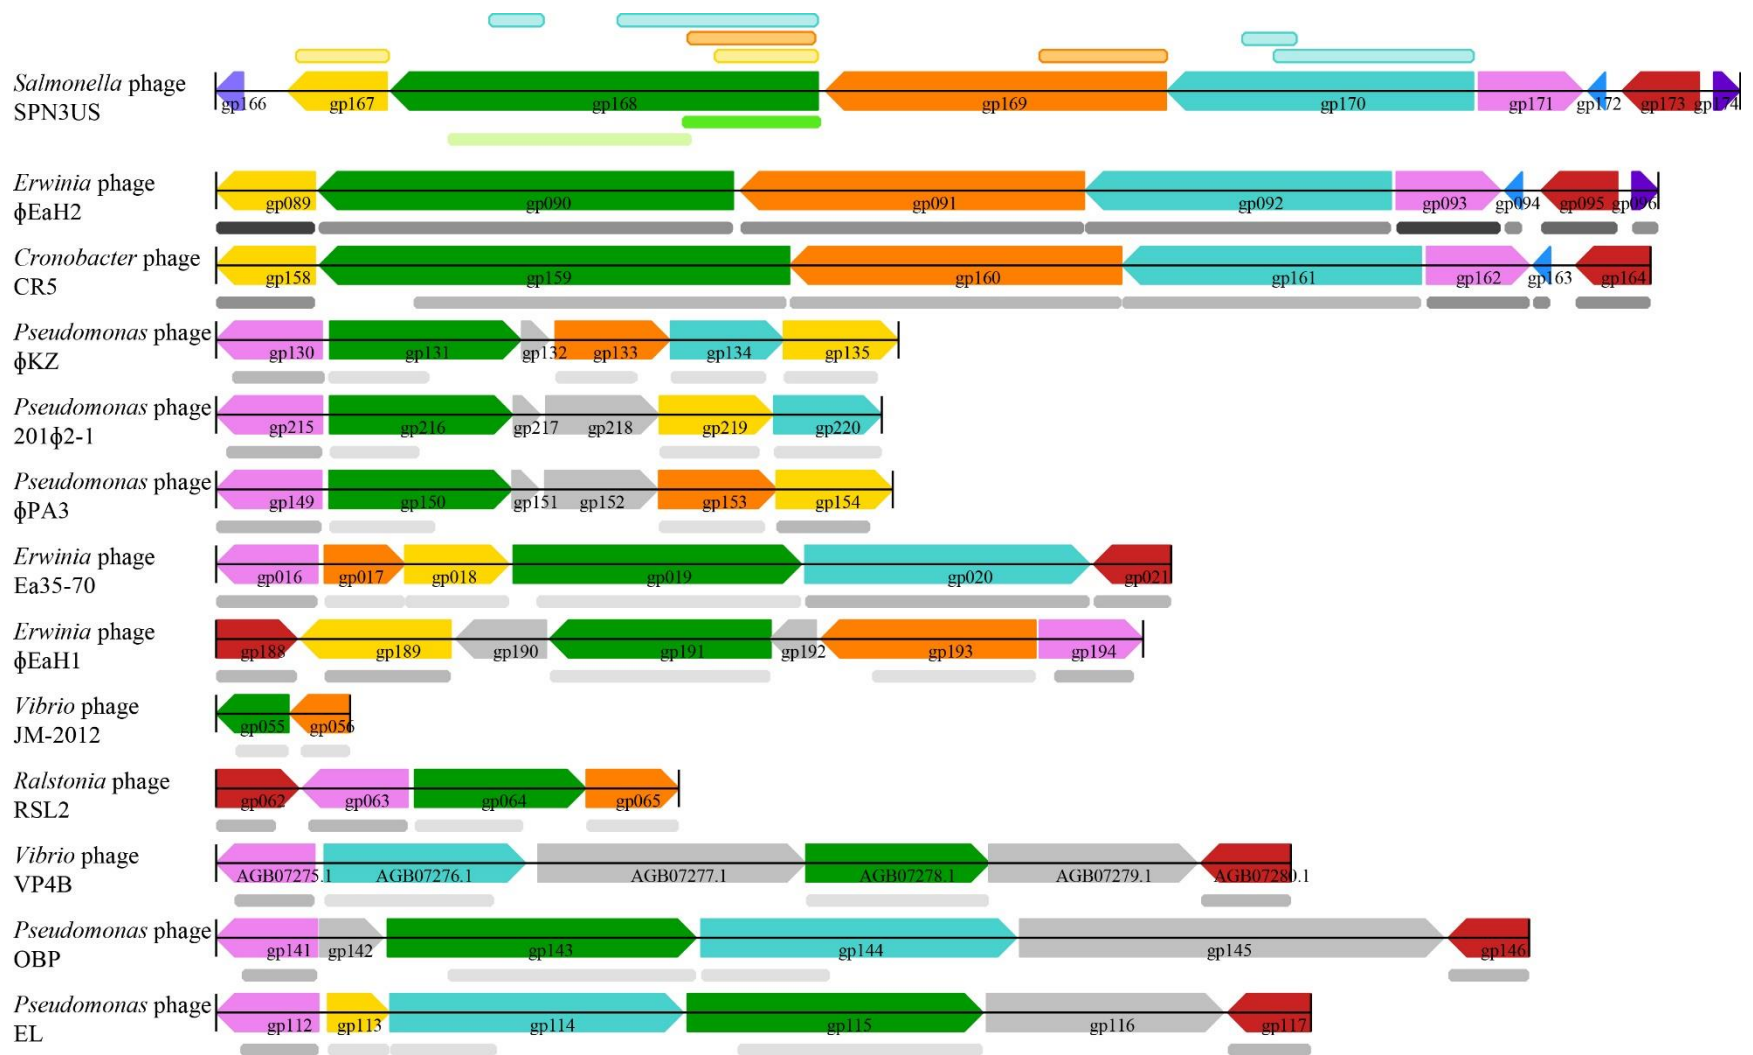 Salmonella phage
SPN3US
gp166 gp167 gp168 gp169 gp170 gp171 gp172 gp173 gp174
Erwinia phage
ϕEaH2
gp089 gp090 gp091 gp092 gp093 gp094 gp095 gp096
Cronobacter phage
CR5
gp158 gp159 gp160 gp161 gp162 gp163 gp164
Pseudomonas phage
ϕKZ
gp130 gp131 gp132 gp133 gp134 gp135
Pseudomonas phage
201ϕ2-1
gp215 gp216 gp217 gp218 gp219 gp220
Pseudomonas phage
ϕPA3
gp149 gp150 gp151 gp152 gp153 gp154
Erwinia phage
Ea35-70
gp016 gp017 gp018 gp019 gp020 gp021
Erwinia phage
ϕEaH1
gp188 gp189 gp190 gp191 gp192 gp193 gp194
Vibrio phage
JM-2012
gp055 gp056
Ralstonia phage
RSL2
gp062 gp063 gp064 gp065
Vibrio phage
VP4B
AGB07275.1 AGB07276.1 AGB07277.1 AGB07278.1 AGB07279.1 AGB07280.1
Pseudomonas phage
OBP
gp141 gp142 gp143 gp144 gp145 gp146
Pseudomonas phage
EL
gp112 gp113 gp114 gp115 gp116 gp117